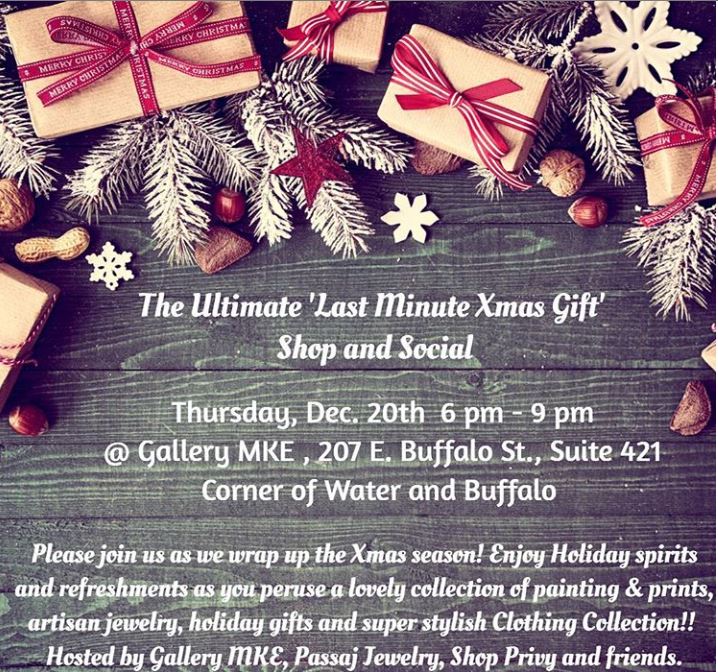 MERRY CHRISTMAS
MERRY CHRISTMAS
The Ultimate 'Last Minute Xmas Gift'
Shop and Social
Thursday, Dec. 20th 6 pm - 9 pm
@ Gallery MKE , 207 E. Buffalo St., Suite 421
Corner of Water and Buffalo
Please join us as we wrap up the Xmas season! Enjoy Holiday spirits
and refreshments as you peruse a lovely collection of painting & prints,
artisan jewelry, holiday gifts and super stylish Clothing Collection!!
Hosted by Gallery MKE, Passaj Jewelry, Shop Privy and friends.